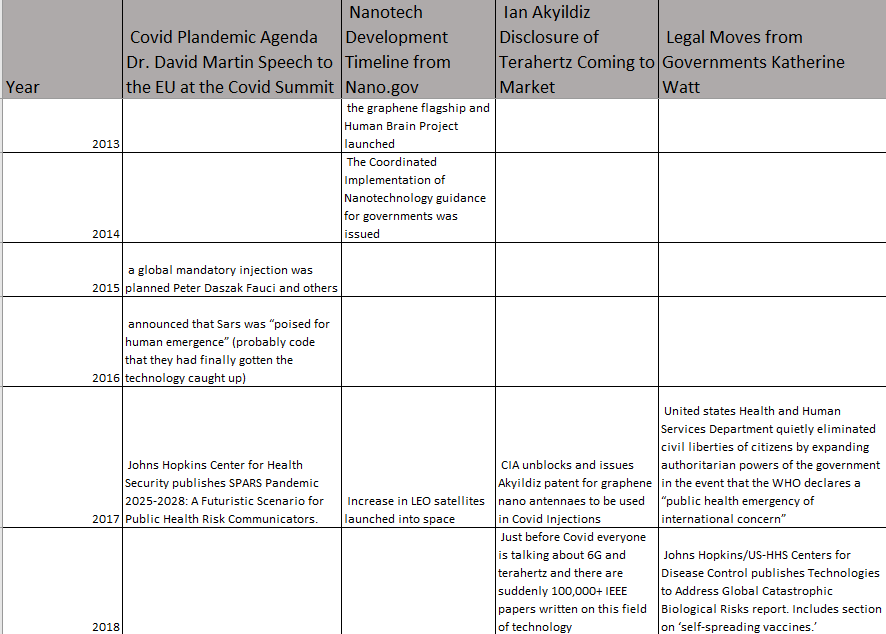 Year
Covid Plandemic Agenda
Dr. David Martin Speech to
the EU at the Covid Summit
Nanotech
Development
Timeline from
Nano.gov
Ian Akyildiz
Disclosure of
Terahertz Coming to
Market
Legal Moves from
Governments Katherine
Watt
2013
the graphene flagship and
Human Brain Project
launched
2014
The Coordinated
Implementation of
Nanotechnology guidance
for governments was
issued
2015
a global mandatory injection was
planned Peter Daszak Fauci and others
2016
announced that Sars was “poised for
human emergence” (probably code
that they had finally gotten the
technology caught up)
2017
Johns Hopkins Center for Health
Security publishes SPARS Pandemic
2025-2028: A Futuristic Scenario for
Public Health Risk Communicators.
Increase in LEO satellites
launched into space
CIA unblocks and issues
Akyildiz patent for graphene
nano antennaes to be used
in Covid Injections
United states Health and Human
Services Department quietly eliminated
civil liberties of citizens by expanding
authoritarian powers of the government
in the event that the WHO declares a
“public health emergency of
international concern”
2018
Just before Covid everyone
is talking about 6G and
terahertz and there are
suddenly 100,000+ IEEE
papers written on this field
of technology
Johns Hopkins/US-HHS Centers for
Disease Control publishes Technologies
to Address Global Catastrophic
Biological Risks report. Includes section
on ‘self-spreading vaccines.’